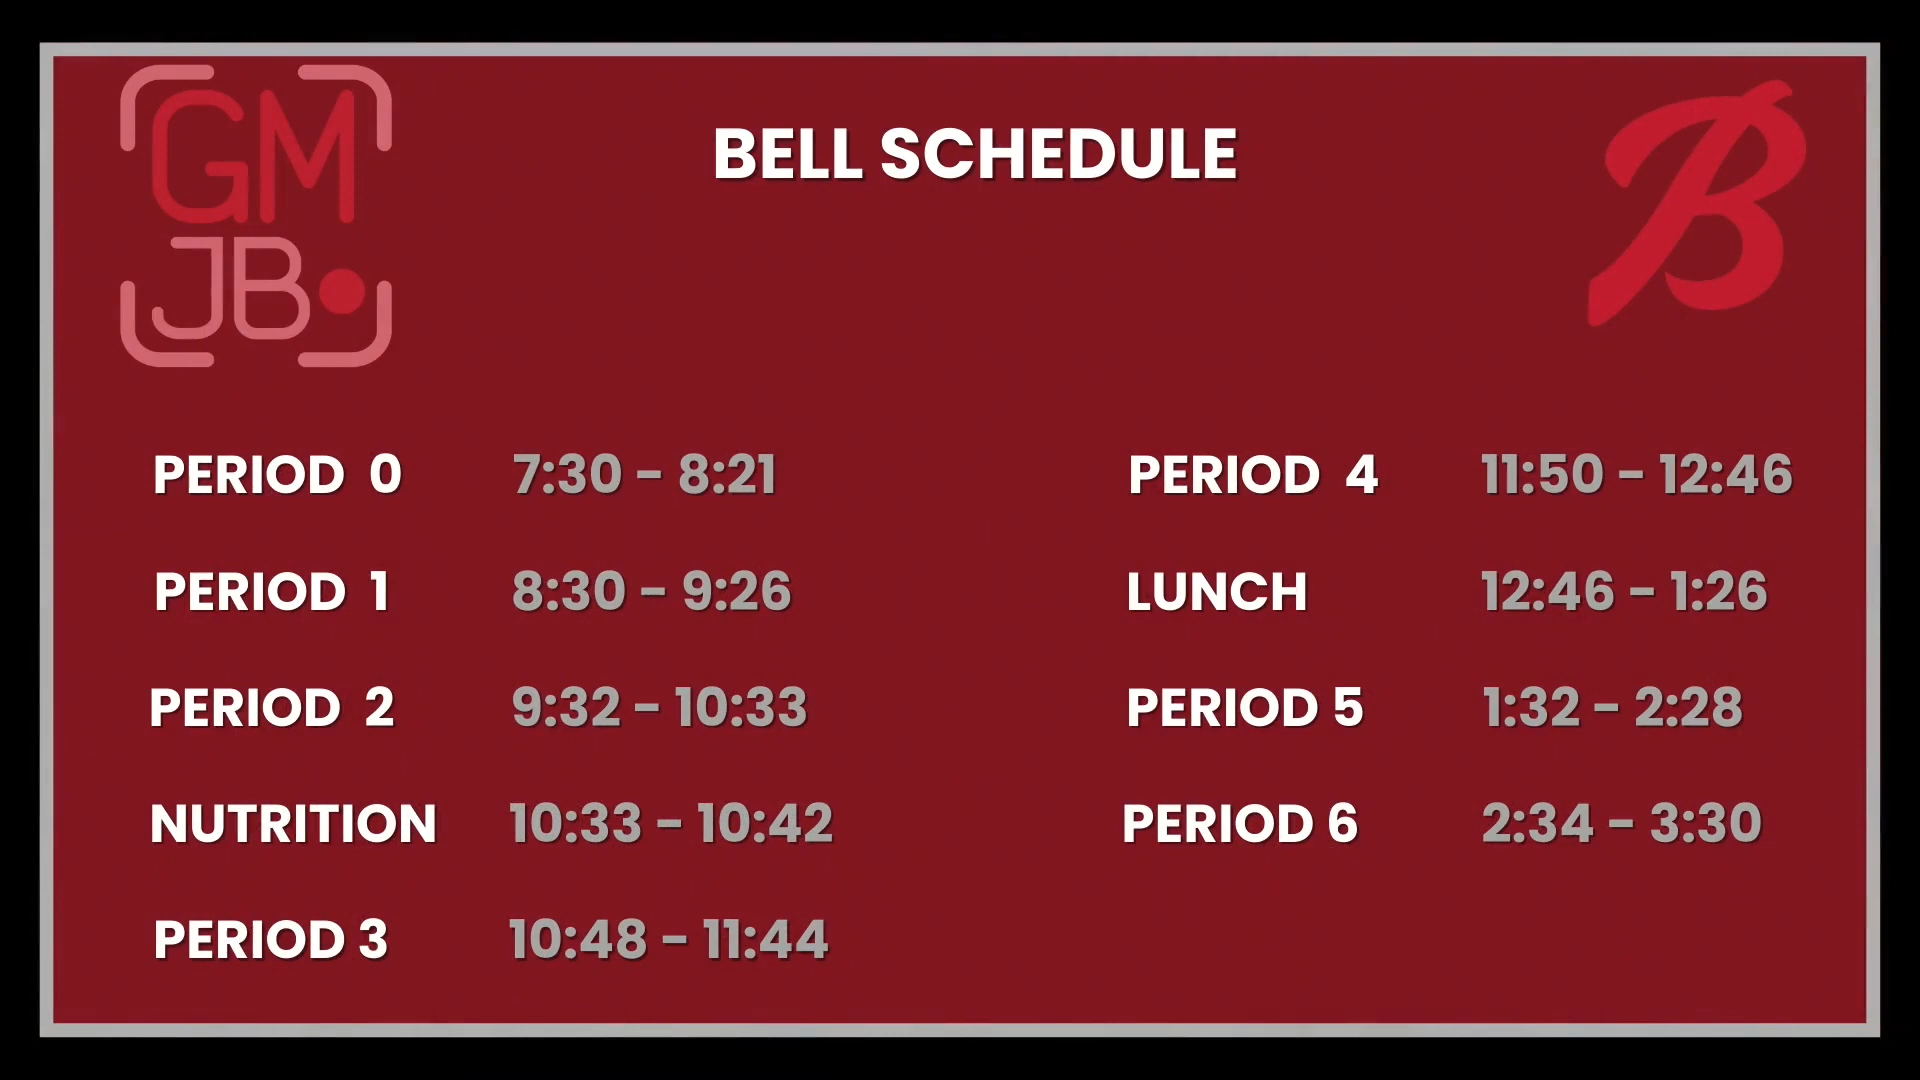 GM
JB
BELL SCHEDULE
B
PERIOD 0 7:30 - 8:21
PERIOD 1 8:30 - 9:26
PERIOD 2 9:32 - 10:33
NUTRITION 10:33 - 10:42
PERIOD 3 10:48 - 11:44
PERIOD 4 11:50 - 12:46
LUNCH 12:46 - 1:26
PERIOD 5 1:32 - 2:28
PERIOD 6 2:34 - 3:30